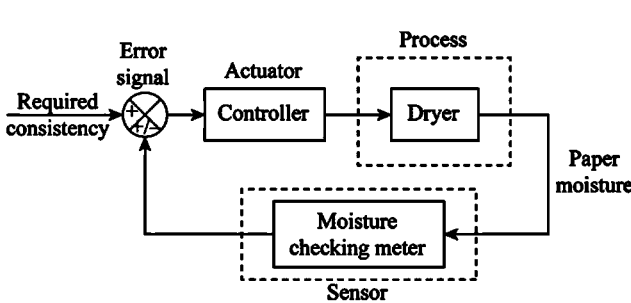 Process
Error
signal
Actuator
Required
consistency
+
+/−
Controller
Dryer
Paper
moisture
Moisture
checking meter
Sensor